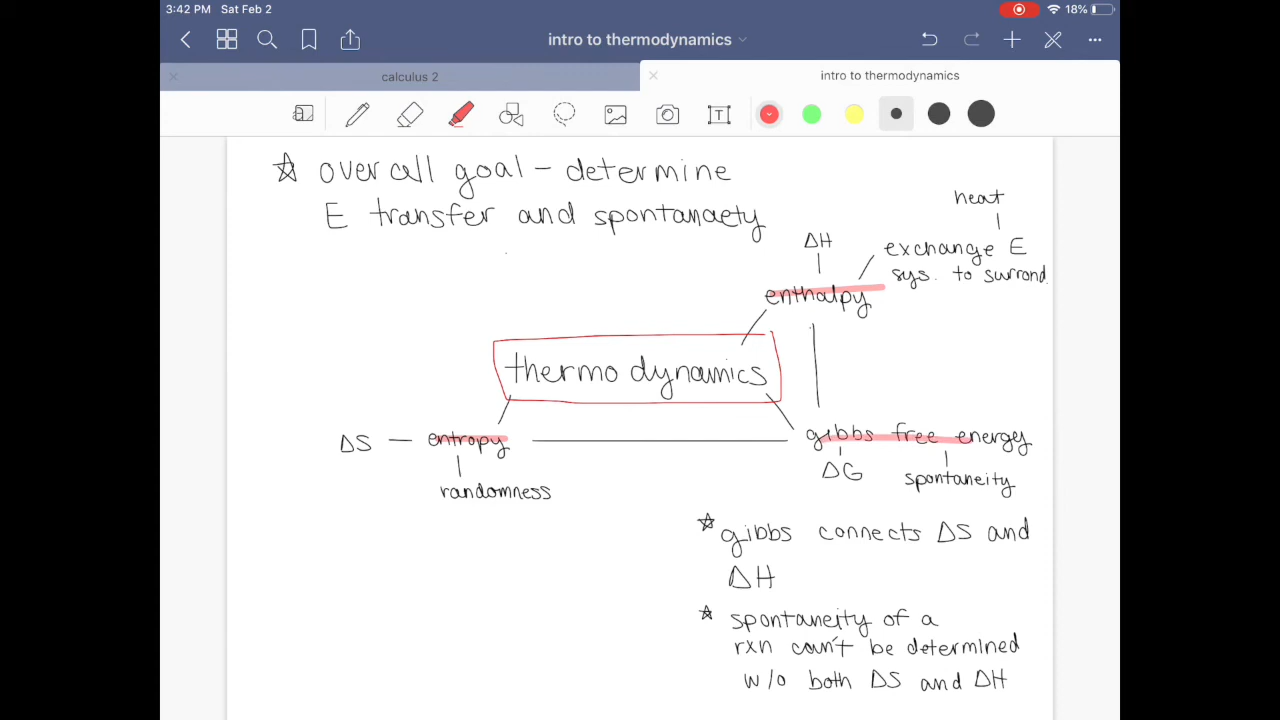 3:42 PM Sat Feb 2
18%
intro to thermodynamics
calculus 2
intro to thermodynamics
T
☆ overall goal – determine
E transfer and spontanaety
heat
ΔH
exchange E
sys. to surrond.
enthalpy
thermodynamics
ΔS — entropy
gibbs free energy
randomness
ΔG
spontaneity
☆ gibbs connects ΔS and
ΔH
☆ spontaneity of a
rxn can't be determined
w/o both ΔS and ΔH